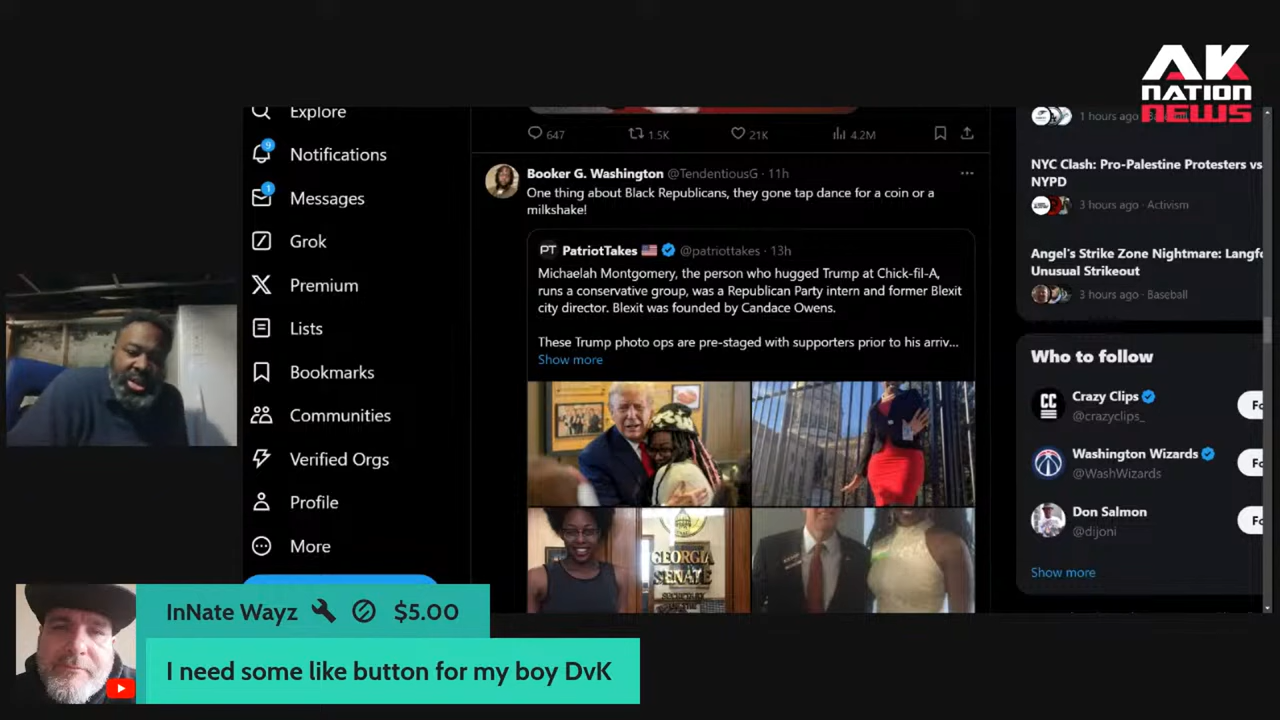 AK
NATION
NEWS
Explore
9
Notifications
1
Messages
Grok
Premium
Lists
Bookmarks
Communities
Verified Orgs
Profile
More
647
1.5K
21K
4.2M
Booker G. Washington @TendentiousG · 11h
One thing about Black Republicans, they gone tap dance for a coin or a
milkshake!
PT PatriotTakes @patriottakes · 13h
Michaelah Montgomery, the person who hugged Trump at Chick-fil-A,
runs a conservative group, was a Republican Party intern and former Blexit
city director. Blexit was founded by Candace Owens.
These Trump photo ops are pre-staged with supporters prior to his arriv...
Show more
GEORGIA
SENATE
1 hours ago ·
NYC Clash: Pro-Palestine Protesters vs
NYPD
3 hours ago · Activism
Angel's Strike Zone Nightmare: Langf
Unusual Strikeout
3 hours ago · Baseball
Who to follow
CC Crazy Clips
@crazyclips_
Fo
Washington Wizards
@WashWizards
Fo
Don Salmon
@dijoni
Fo
Show more
InNate Wayz $5.00
I need some like button for my boy DvK